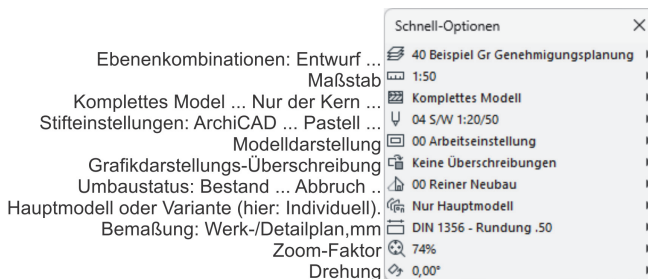 Schnell-Optionen
Ebenenkombinationen: Entwurf ... 40 Beispiel Gr Genehmigungsplanung
Maßstab 1:50
Komplettes Model ... Nur der Kern ... Komplettes Modell
Stifteinstellungen: ArchiCAD ... Pastell ... 04 S/W 1:20/50
Modelldarstellung 00 Arbeitseinstellung
Grafikdarstellungs-Überschreibung Keine Überschreibungen
Umbaustatus: Bestand ... Abbruch .. 00 Reiner Neubau
Hauptmodell oder Variante (hier: Individuell). Nur Hauptmodell
Bemaßung: Werk-/Detailplan,mm DIN 1356 - Rundung .50
Zoom-Faktor 74%
Drehung 0,00°